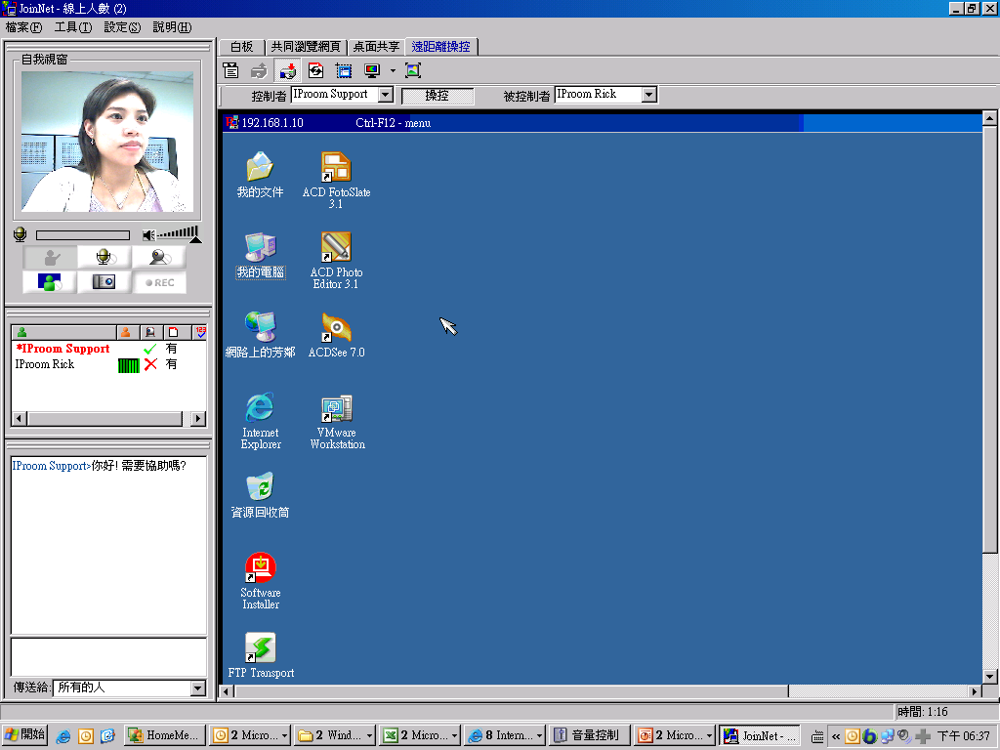 JoinNet - 線上人數 (2)
檔案(F) 工具(T) 設定(S) 說明(H)
自我視窗
白板 共同瀏覽網頁 桌面共享 遠距離操控
控制者 IProom Support 操控 被控制者 IProom Rick
192.168.1.10 Ctrl-F12 - menu
我的文件
ACD FotoSlate
3.1
我的電腦
ACD Photo
Editor 3.1
網路上的芳鄰
ACDSee 7.0
Internet
Explorer
VMware
Workstation
資源回收筒
Software
Installer
FTP Transport
REC
123
*IProom Support 有
IProom Rick 有
IProom Support>你好! 需要協助嗎?
傳送給: 所有的人
時間: 1:16
開始
HomeMe...
2 Micro...
2 Wind...
2 Micro...
8 Intern...
音量控制
2 Micro...
JoinNet - ...
下午 06:37